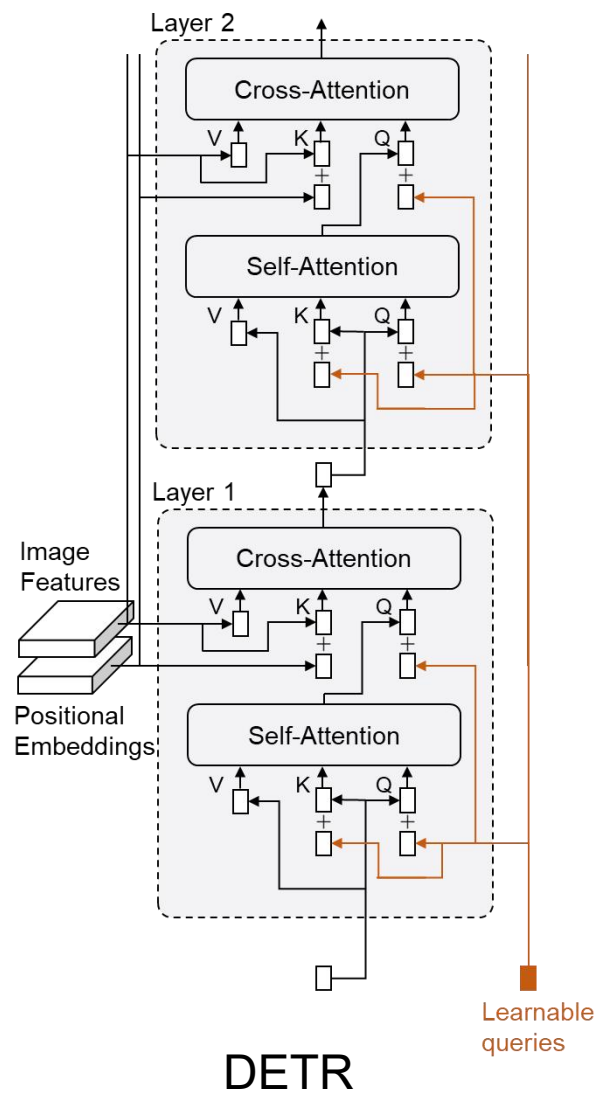 Layer 2
Cross-Attention
V K Q
+ +
Self-Attention
V K Q
+ +
Layer 1
Cross-Attention
Image
Features
V K Q
+ +
Positional
Embeddings
Self-Attention
V K Q
+ +
Learnable
queries
DETR